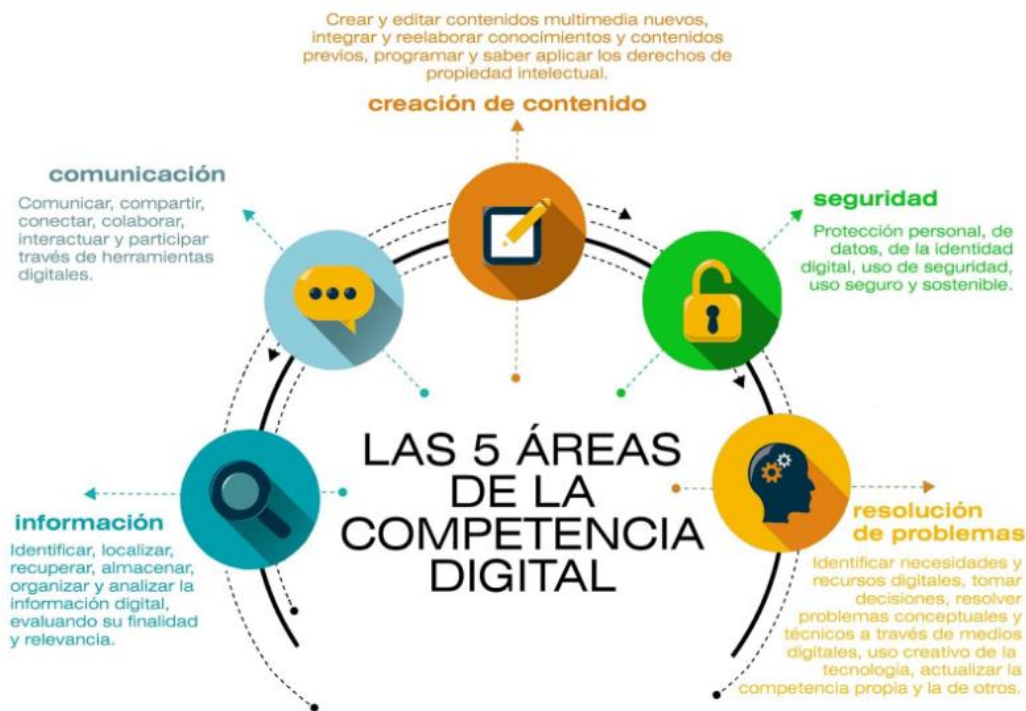 Crear y editar contenidos multimedia nuevos,
integrar y reelaborar conocimientos y contenidos
previos, programar y saber aplicar los derechos de
propiedad intelectual.
creación de contenido
comunicación
Comunicar, compartir,
conectar, colaborar,
interactuar y participar
través de herramientas
digitales.
seguridad
Protección personal, de
datos, de la identidad
digital, uso de seguridad,
uso seguro y sostenible.
LAS 5 ÁREAS
DE LA
COMPETENCIA
DIGITAL
información
Identificar, localizar,
recuperar, almacenar,
organizar y analizar la
información digital,
evaluando su finalidad
y relevancia.
resolución
de problemas
Identificar necesidades y
recursos digitales, tomar
decisiones, resolver
problemas conceptuales y
técnicos a través de medios
digitales, uso creativo de la
tecnología, actualizar la
competencia propia y la de otros.